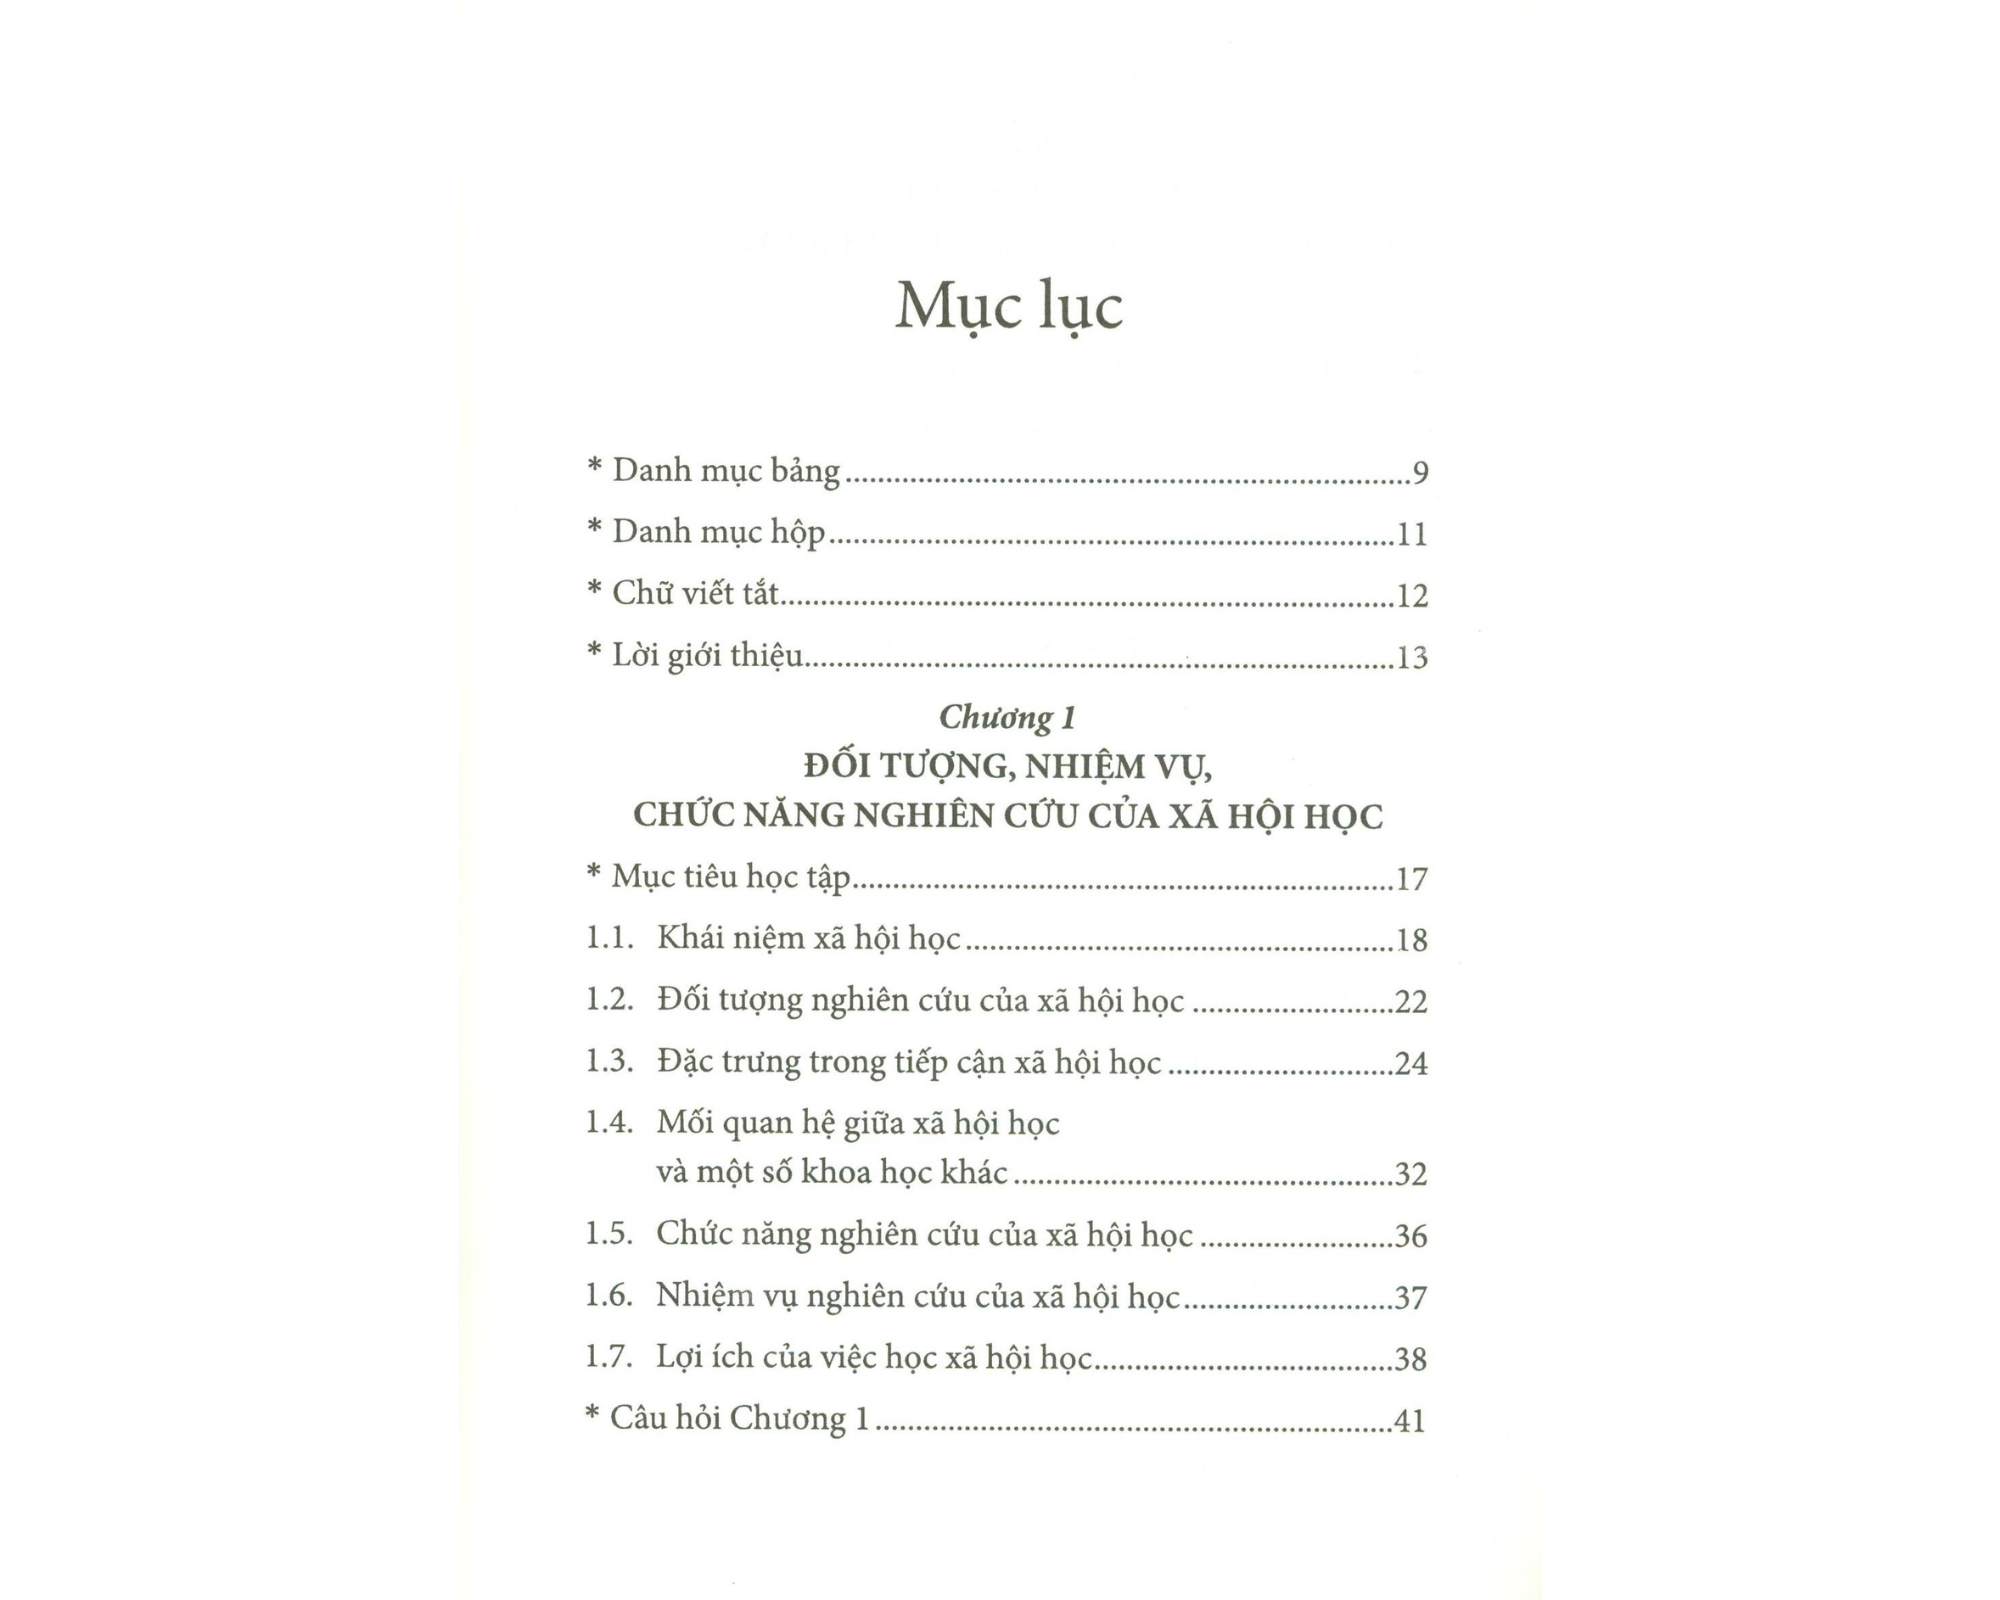 Mục lục
* Danh mục bảng.....................................................................9
* Danh mục hộp.....................................................................11
* Chữ viết tắt...........................................................................12
* Lời giới thiệu........................................................................13
Chương 1
ĐỐI TƯỢNG, NHIỆM VỤ,
CHỨC NĂNG NGHIÊN CỨU CỦA XÃ HỘI HỌC
* Mục tiêu học tập..................................................................17
1.1. Khái niệm xã hội học....................................................18
1.2. Đối tượng nghiên cứu của xã hội học ........................22
1.3. Đặc trưng trong tiếp cận xã hội học ...........................24
1.4. Mối quan hệ giữa xã hội học
và một số khoa học khác..............................................32
1.5. Chức năng nghiên cứu của xã hội học .......................36
1.6. Nhiệm vụ nghiên cứu của xã hội học.........................37
1.7. Lợi ích của việc học xã hội học....................................38
* Câu hỏi Chương 1...............................................................41